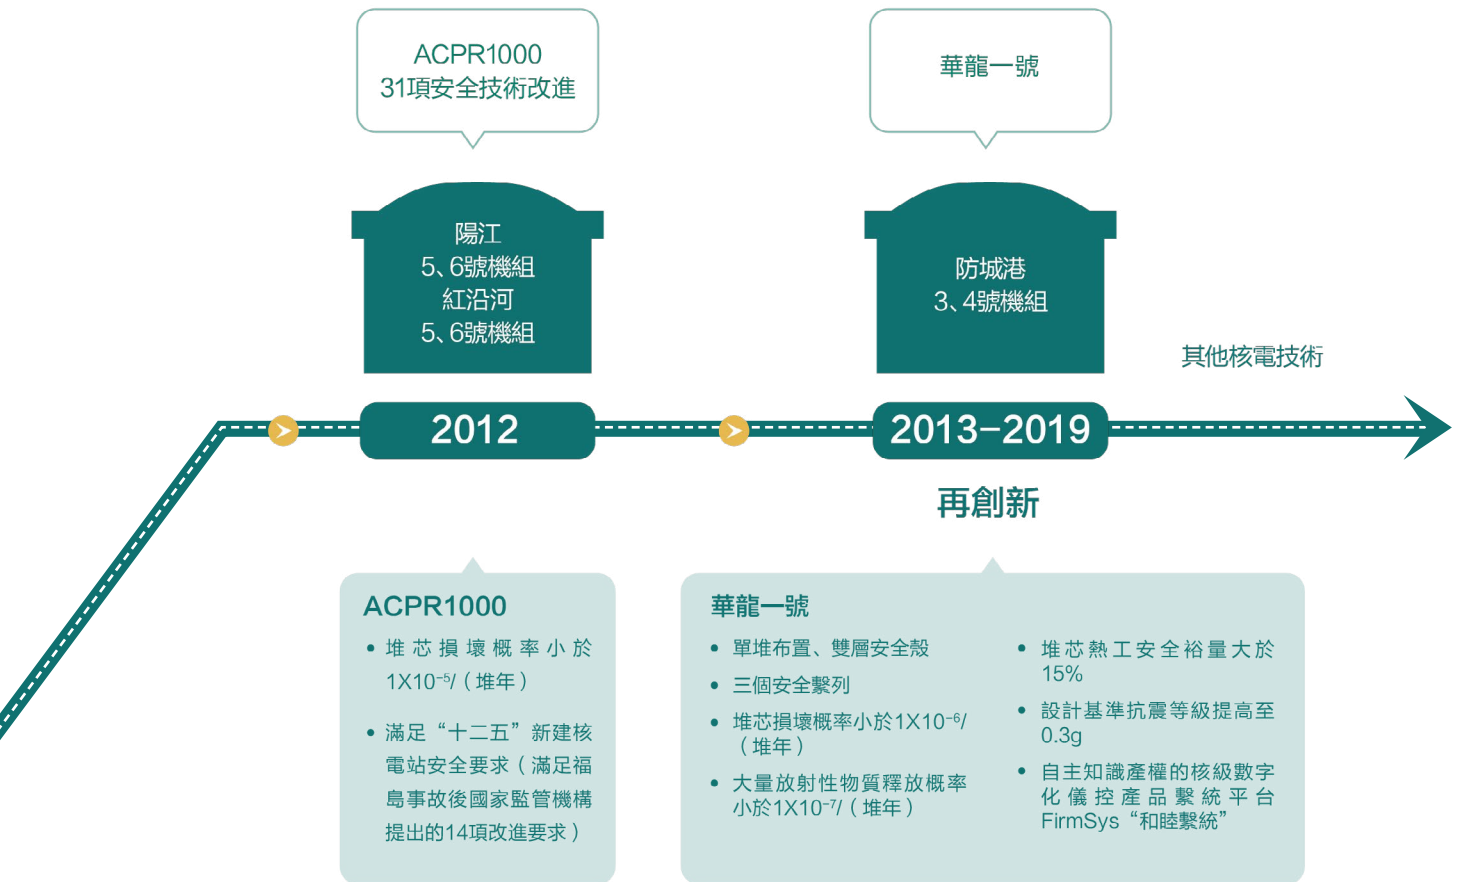 ACPR1000
31項安全技術改進
華龍一號
陽江
5、6號機組
紅沿河
5、6號機組
防城港
3、4號機組
其他核電技術
2012
2013-2019
再創新
ACPR1000
• 堆芯損壞概率小於
1X10⁻⁵/（堆年）
• 滿足“十二五”新建核
電站安全要求（滿足福
島事故後國家監管機構
提出的14項改進要求）
華龍一號
• 單堆布置、雙層安全殼
• 三個安全繫列
• 堆芯損壞概率小於1X10⁻⁶/
（堆年）
• 大量放射性物質釋放概率
小於1X10⁻⁷/（堆年）
• 堆芯熱工安全裕量大於
15%
• 設計基準抗震等級提高至
0.3g
• 自主知識產權的核級數字
化儀控產品繫統平台
FirmSys“和睦繫統”